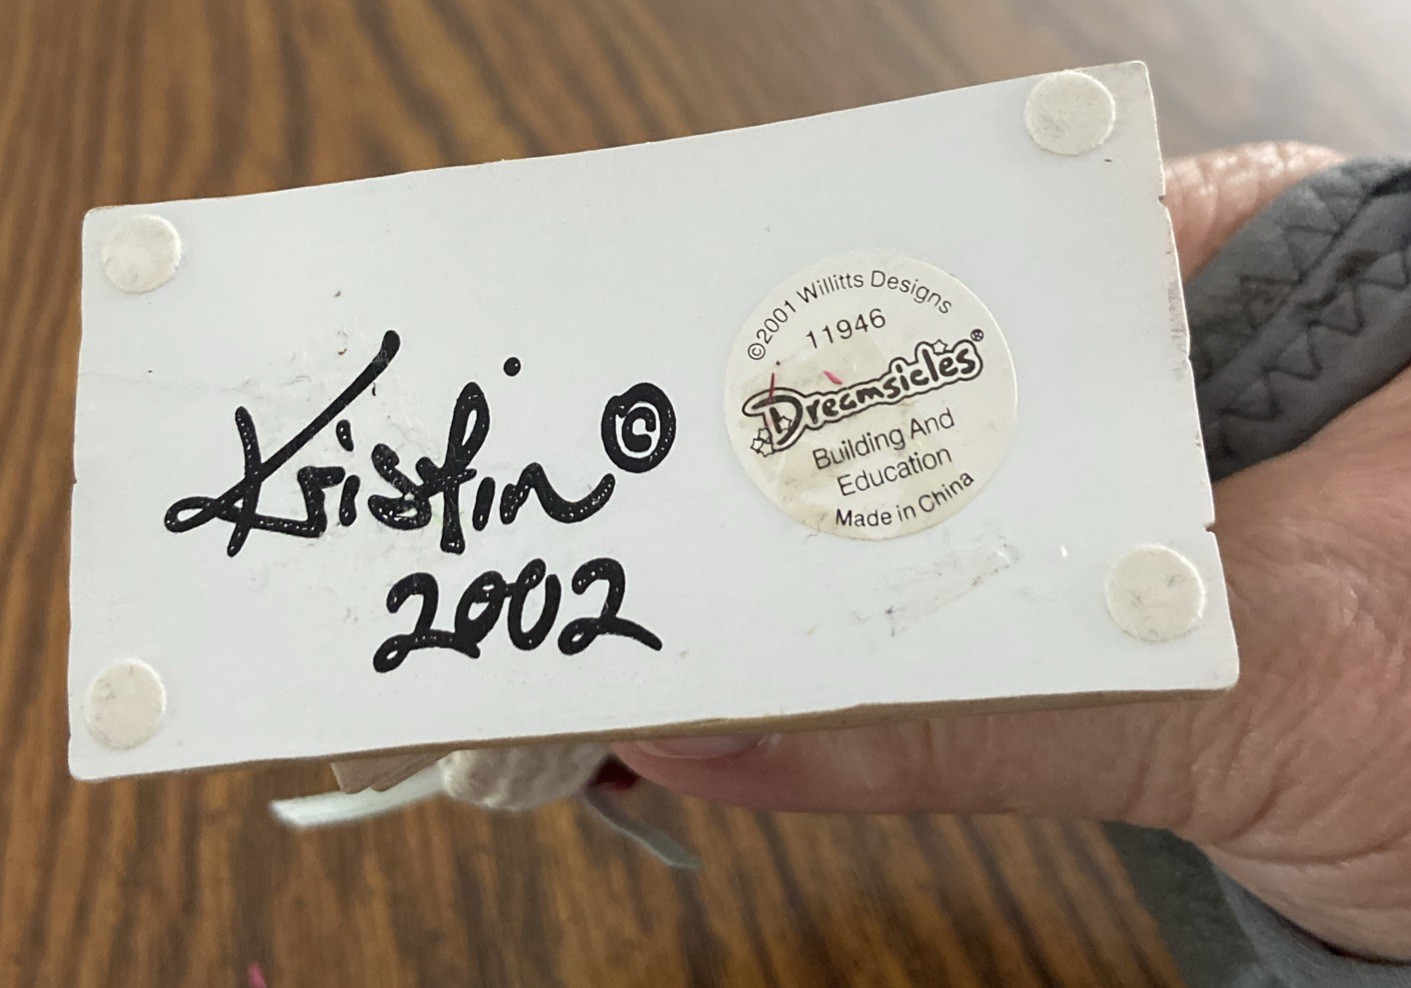 Kristin ©
2002
©2001 Willitts Designs
11946
Dreamsicles®
Building And
Education
Made in China